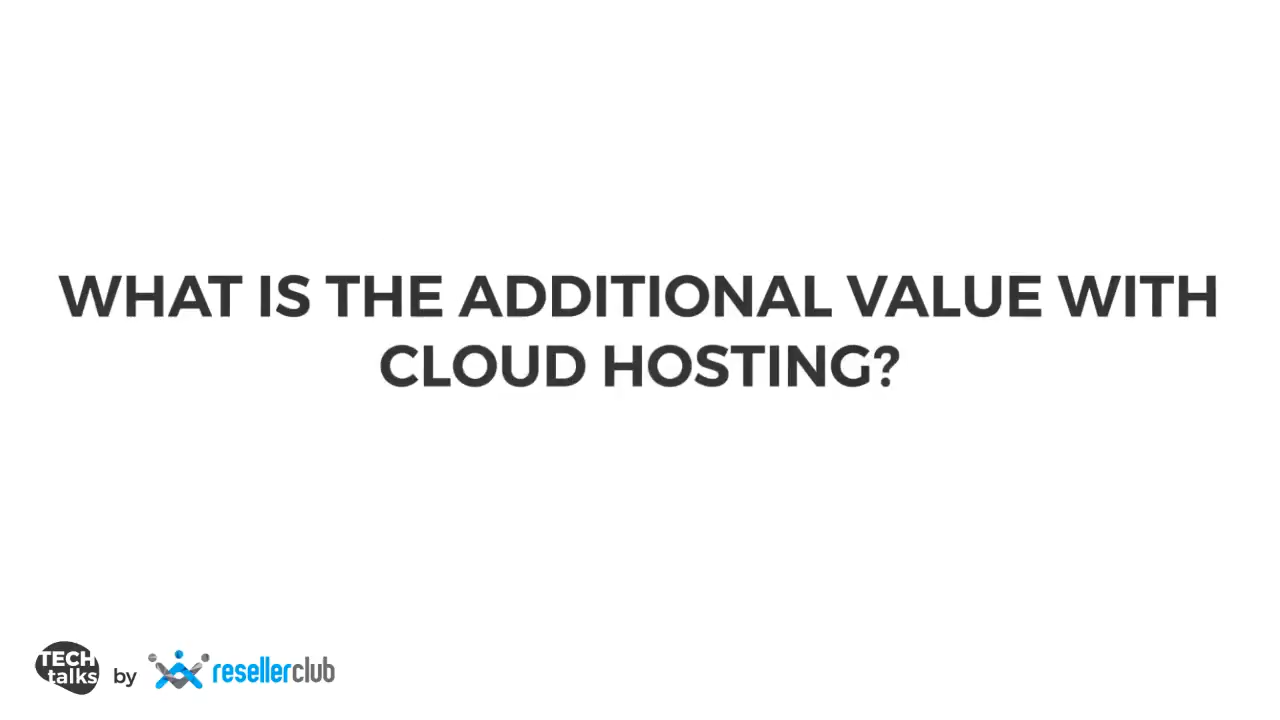 WHAT IS THE ADDITIONAL VALUE WITH
CLOUD HOSTING?
TECH
talks
by
resellerclub